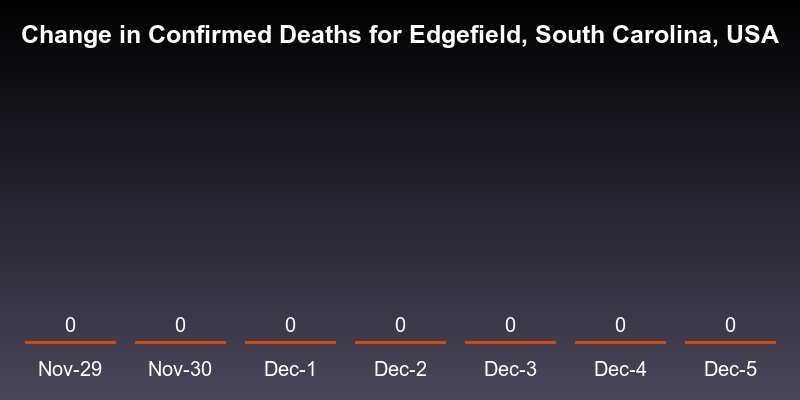 Change in Confirmed Deaths for Edgefield, South Carolina, USA
0 0 0 0 0 0 0
Nov-29 Nov-30 Dec-1 Dec-2 Dec-3 Dec-4 Dec-5